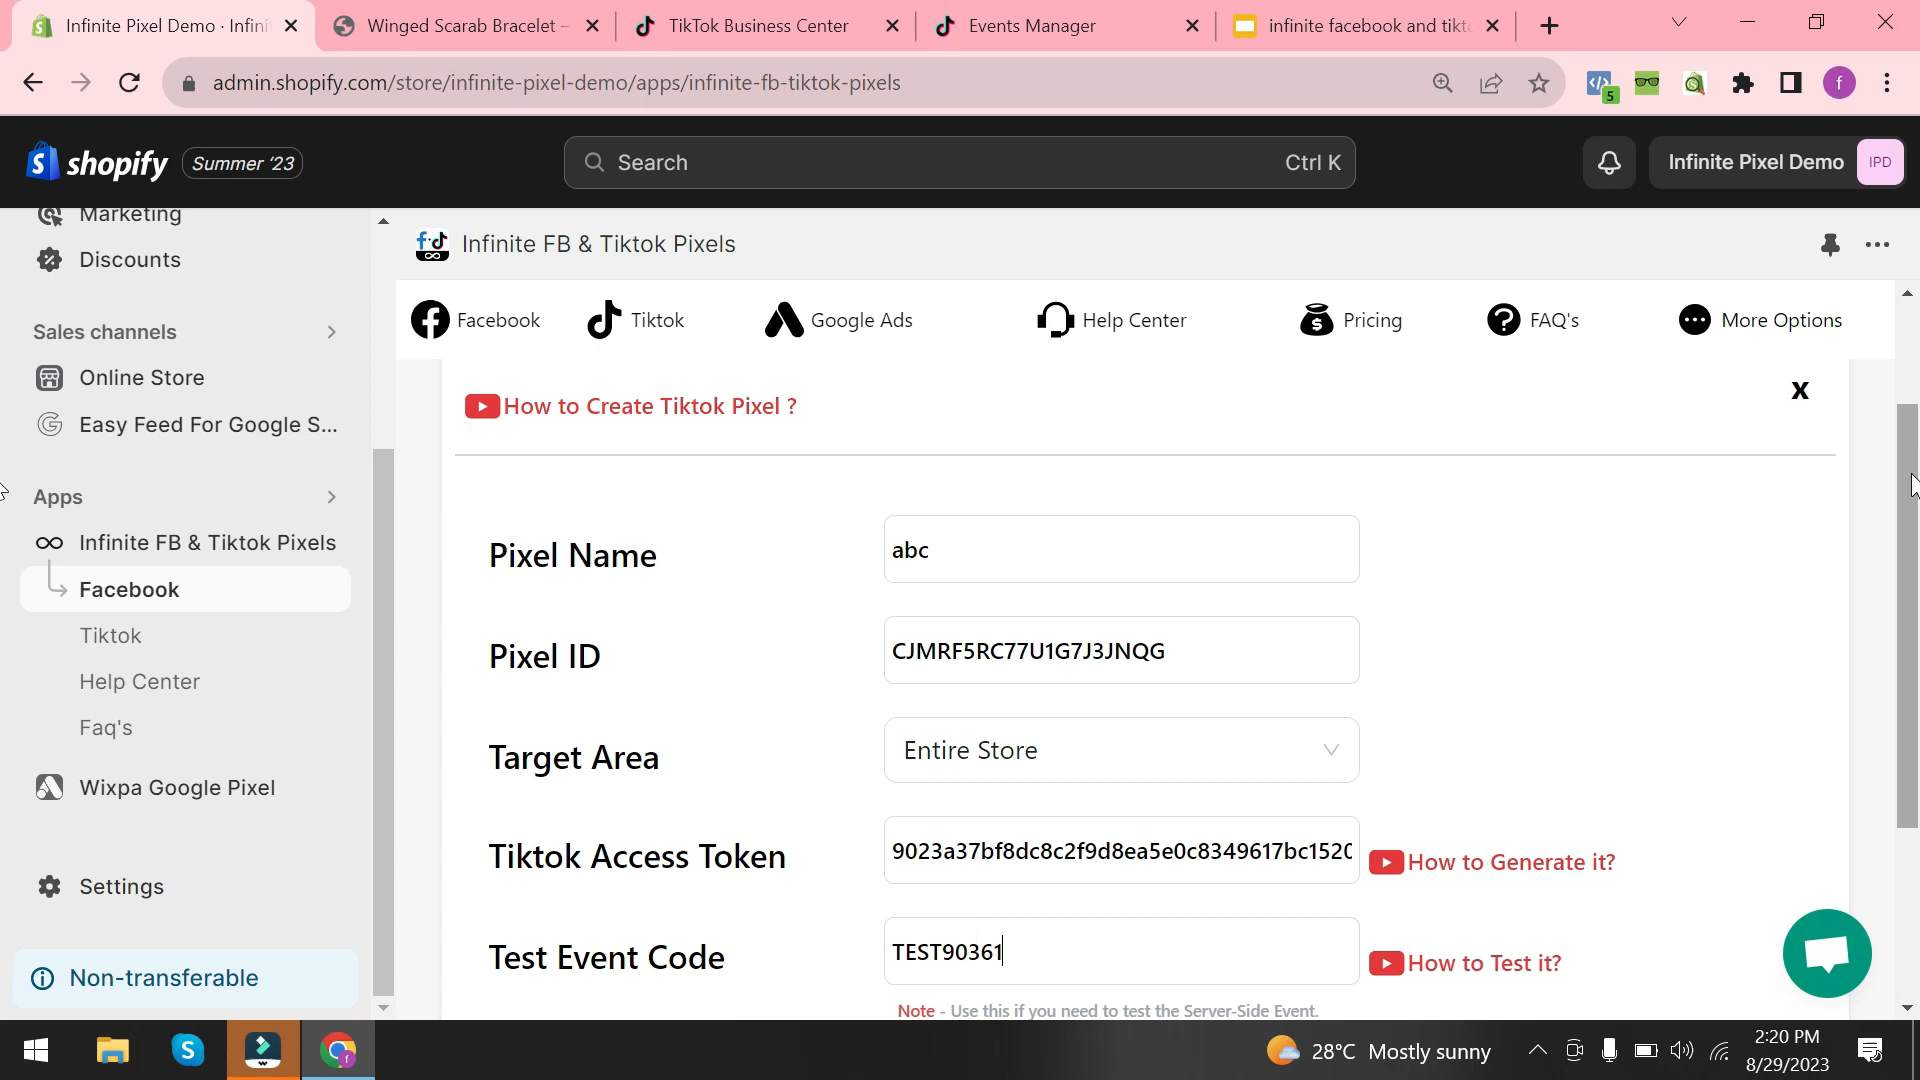 Infinite Pixel Demo · Infini
Winged Scarab Bracelet –
TikTok Business Center
Events Manager
infinite facebook and tikto
admin.shopify.com/store/infinite-pixel-demo/apps/infinite-fb-tiktok-pixels
5
f
shopify
Summer '23
Search
Ctrl K
Infinite Pixel Demo
IPD
Marketing
Discounts
Sales channels
Online Store
Easy Feed For Google S...
Apps
Infinite FB & Tiktok Pixels
Facebook
Tiktok
Help Center
Faq's
Wixpa Google Pixel
Settings
Non-transferable
Infinite FB & Tiktok Pixels
Facebook
Tiktok
Google Ads
Help Center
Pricing
FAQ's
More Options
How to Create Tiktok Pixel ?
X
Pixel Name
abc
Pixel ID
CJMRF5RC77U1G7J3JNQG
Target Area
Entire Store
Tiktok Access Token
9023a37bf8dc8c2f9d8ea5e0c8349617bc1520
How to Generate it?
Test Event Code
TEST90361
How to Test it?
Note - Use this if you need to test the Server-Side Event.
28°C Mostly sunny
2:20 PM
8/29/2023